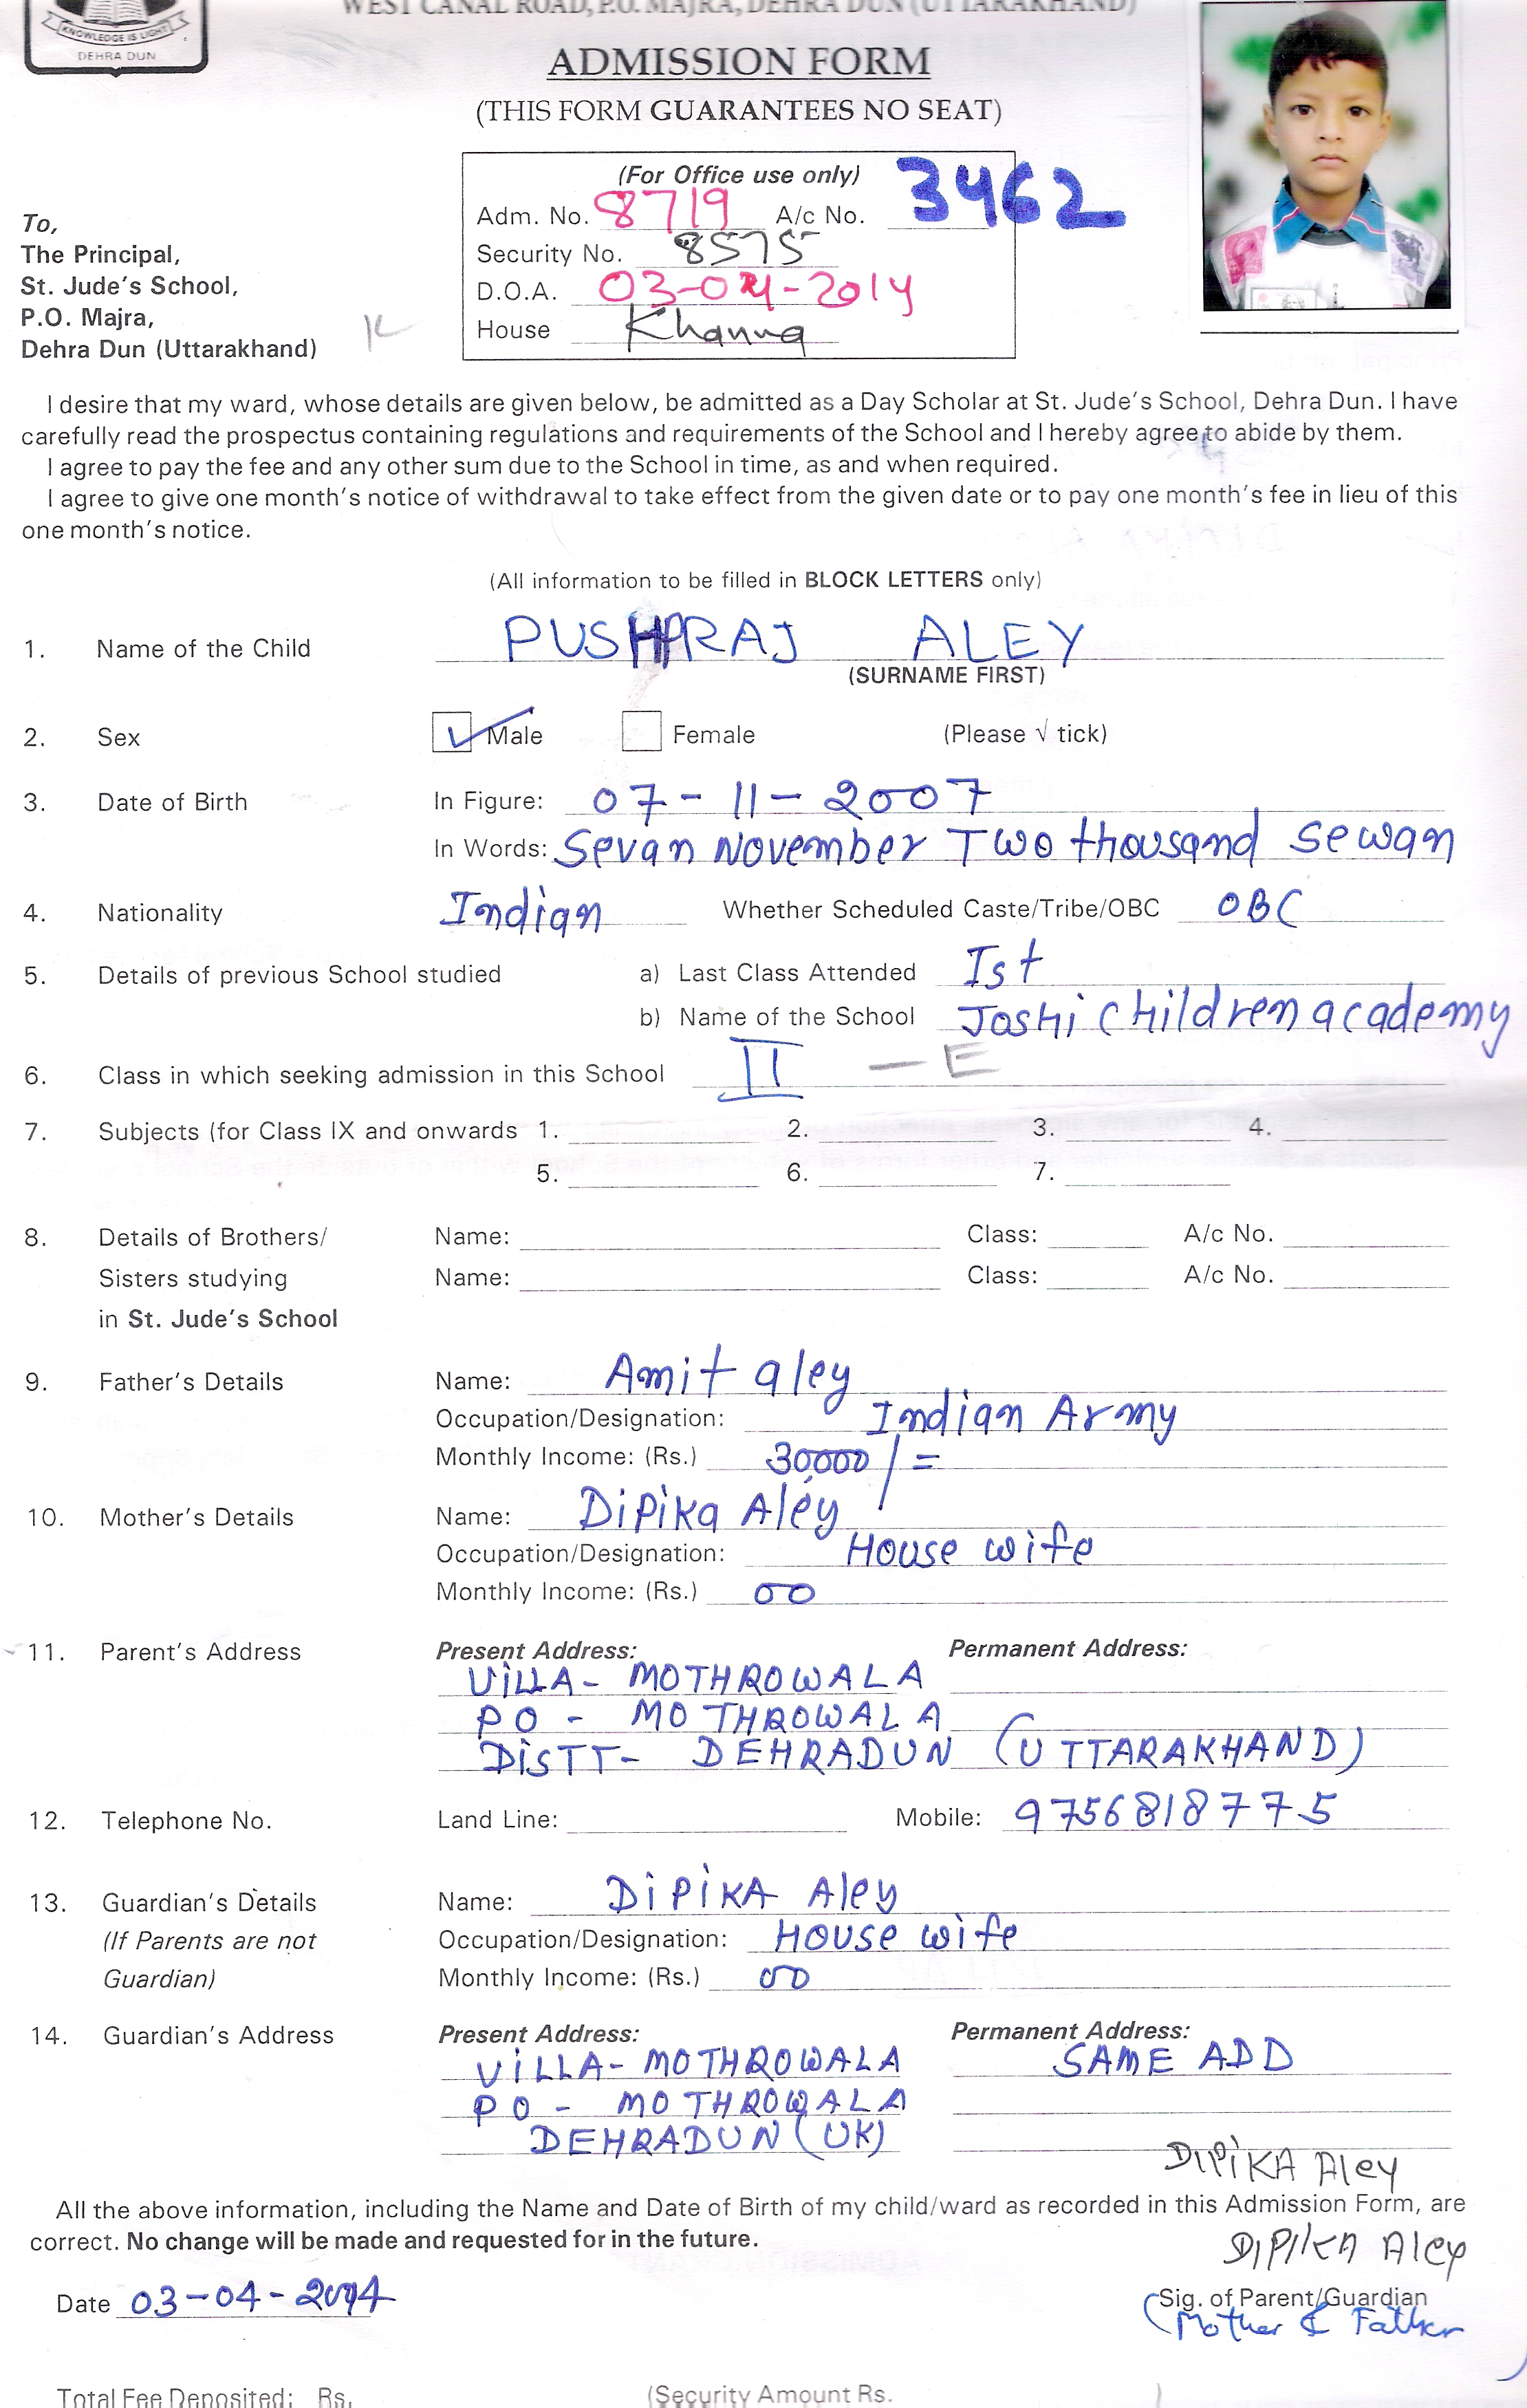 WEST CANAL ROAD, P.O. MAJRA, DEHRA DUN (UTTARAKHAND)
KNOWLEDGE IS LIGHT
DEHRA DUN
ADMISSION FORM
(THIS FORM GUARANTEES NO SEAT)
(For Office use only)
Adm. No. 8719 A/c No. 3462
Security No. 8575
D.O.A. 03-04-2014
House Khanna
To,
The Principal,
St. Jude's School,
P.O. Majra,
Dehra Dun (Uttarakhand)
I desire that my ward, whose details are given below, be admitted as a Day Scholar at St. Jude's School, Dehra Dun. I have
carefully read the prospectus containing regulations and requirements of the School and I hereby agree to abide by them.
I agree to pay the fee and any other sum due to the School in time, as and when required.
I agree to give one month's notice of withdrawal to take effect from the given date or to pay one month's fee in lieu of this
one month's notice.
(All information to be filled in BLOCK LETTERS only)
1. Name of the Child PUSHPRAJ ALEY
(SURNAME FIRST)
2. Sex Male Female (Please √ tick)
3. Date of Birth In Figure: 07-11-2007
In Words: Sevan November Two thousand Sewan
4. Nationality Indian Whether Scheduled Caste/Tribe/OBC OBC
5. Details of previous School studied a) Last Class Attended Ist
b) Name of the School Joshi Children academy
6. Class in which seeking admission in this School II - E
7. Subjects (for Class IX and onwards 1. 2. 3. 4.
5. 6. 7.
8. Details of Brothers/ Name: Class: A/c No.
Sisters studying Name: Class: A/c No.
in St. Jude's School
9. Father's Details Name: Amit aley
Occupation/Designation: Indian Army
Monthly Income: (Rs.) 30,000/=
10. Mother's Details Name: Dipika Aley
Occupation/Designation: House wife
Monthly Income: (Rs.) 00
11. Parent's Address Present Address: Permanent Address:
ViLLA- MOTHROWALA
PO - MOTHROWALA
DiSTT- DEHRADUN (UTTARAKHAND)
12. Telephone No. Land Line: Mobile: 9756818775
13. Guardian's Details Name: DiPiKA Aley
(If Parents are not Occupation/Designation: House wife
Guardian) Monthly Income: (Rs.) 00
14. Guardian's Address Present Address: Permanent Address:
ViLLA- MOTHROWALA SAME ADD
PO - MOTHROWALA
DEHRADUN (UK)
DIPiKA Aley
All the above information, including the Name and Date of Birth of my child/ward as recorded in this Admission Form, are
correct. No change will be made and requested for in the future.
DIPIKA Aley
Date 03-04-2014
Sig. of Parent/Guardian
(Mother & Father)
Total Fee Deposited: Rs. (Security Amount Rs. )